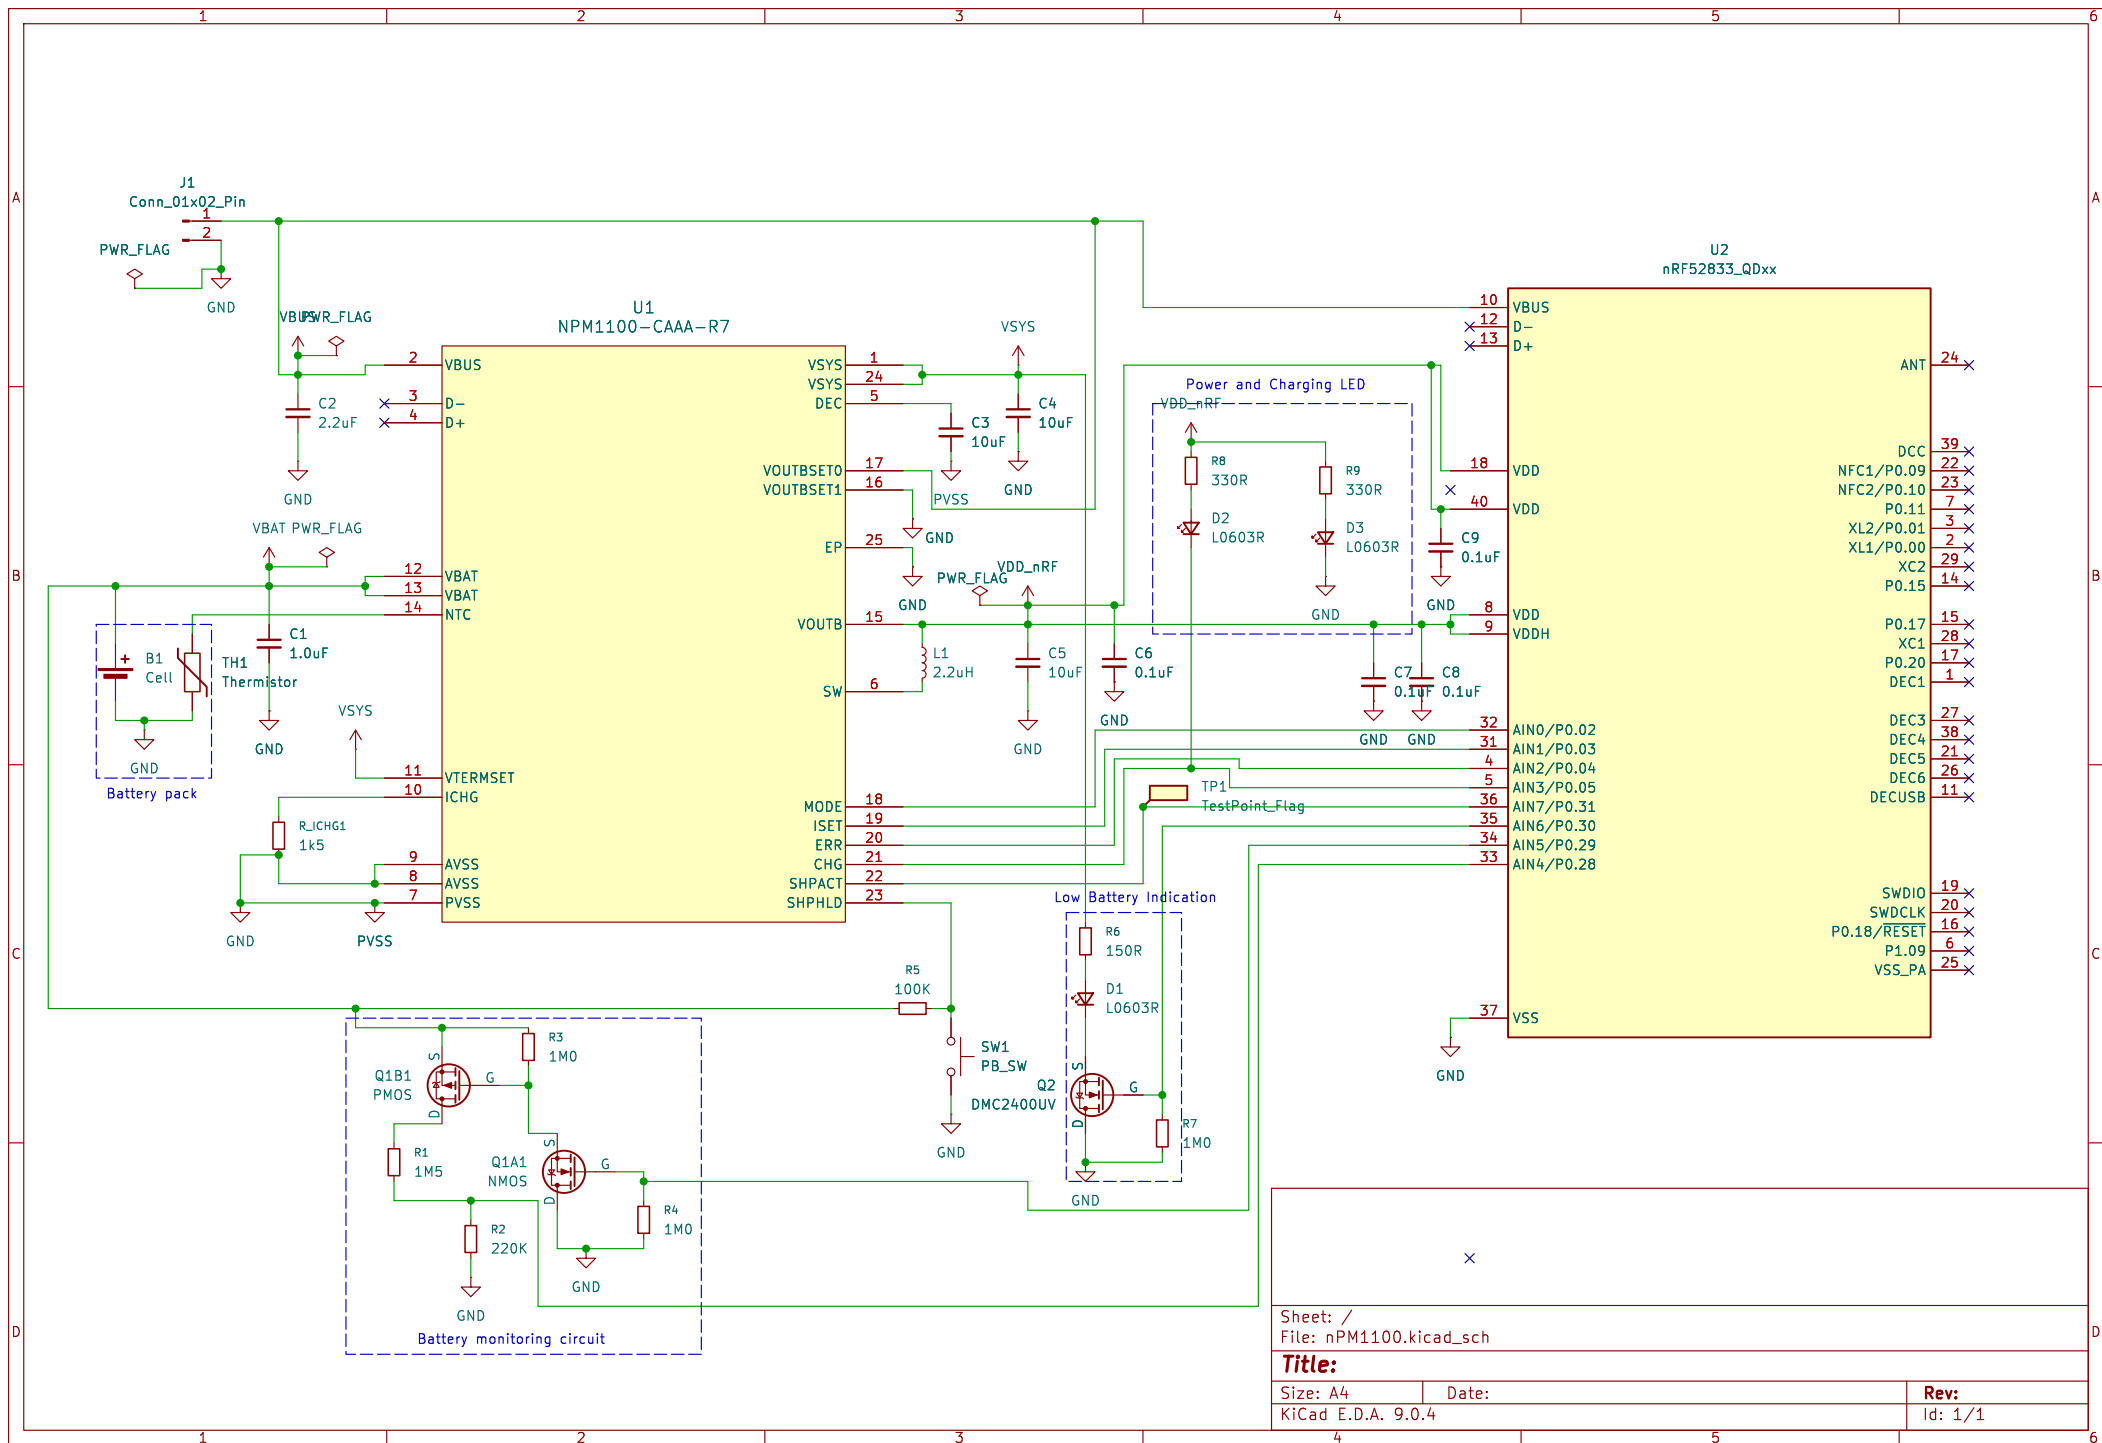 1 2 3 4 5 6
A
B
C
D
J1
Conn_01x02_Pin
1
2
PWR_FLAG
GND
VBUS
PWR_FLAG
C2
2.2uF
GND
VBAT
PWR_FLAG
C1
1.0uF
GND
B1
Cell
TH1
Thermistor
GND
Battery pack
VSYS
R_ICHG1
1k5
GND
PVSS
U1
NPM1100-CAAA-R7
2 VBUS
3 D-
4 D+
12 VBAT
13 VBAT
14 NTC
11 VTERMSET
10 ICHG
9 AVSS
8 AVSS
7 PVSS
VSYS 1
VSYS 24
DEC 5
VOUTBSET0 17
VOUTBSET1 16
EP 25
VOUTB 15
SW 6
MODE 18
ISET 19
ERR 20
CHG 21
SHPACT 22
SHPHLD 23
VSYS
C4
10uF
GND
C3
10uF
PVSS
GND
GND
PWR_FLAG
VDD_nRF
L1
2.2uH
C5
10uF
GND
C6
0.1uF
GND
Power and Charging LED
VDD_nRF
R8
330R
D2
L0603R
R9
330R
D3
L0603R
GND
C9
0.1uF
GND
C7
0.1uF
GND
C8
0.1uF
GND
TP1
TestPoint_Flag
Low Battery Indication
R6
150R
D1
L0603R
Q2
DMC2400UV
S
G
D
R7
1M0
GND
R5
100K
SW1
PB_SW
GND
R3
1M0
Q1B1
PMOS
S
G
D
R1
1M5
Q1A1
NMOS
S
G
D
R2
220K
GND
R4
1M0
GND
Battery monitoring circuit
U2
nRF52833_QDxx
10 VBUS
12 D-
13 D+
18 VDD
40 VDD
8 VDD
9 VDDH
32 AIN0/P0.02
31 AIN1/P0.03
4 AIN2/P0.04
5 AIN3/P0.05
36 AIN7/P0.31
35 AIN6/P0.30
34 AIN5/P0.29
33 AIN4/P0.28
37 VSS
GND
ANT 24
DCC 39
NFC1/P0.09 22
NFC2/P0.10 23
P0.11 7
XL2/P0.01 3
XL1/P0.00 2
XC2 29
P0.15 14
P0.17 15
XC1 28
P0.20 17
DEC1 1
DEC3 27
DEC4 38
DEC5 21
DEC6 26
DECUSB 11
SWDIO 19
SWDCLK 20
P0.18/RESET 16
P1.09 6
VSS_PA 25
Sheet: /
File: nPM1100.kicad_sch
Title:
Size: A4 Date: Rev:
KiCad E.D.A. 9.0.4 Id: 1/1
A
B
C
D
1 2 3 4 5 6